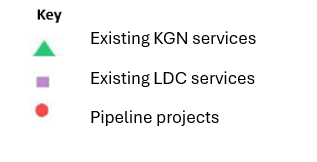 Key
Existing KGN services
Existing LDC services
Pipeline projects